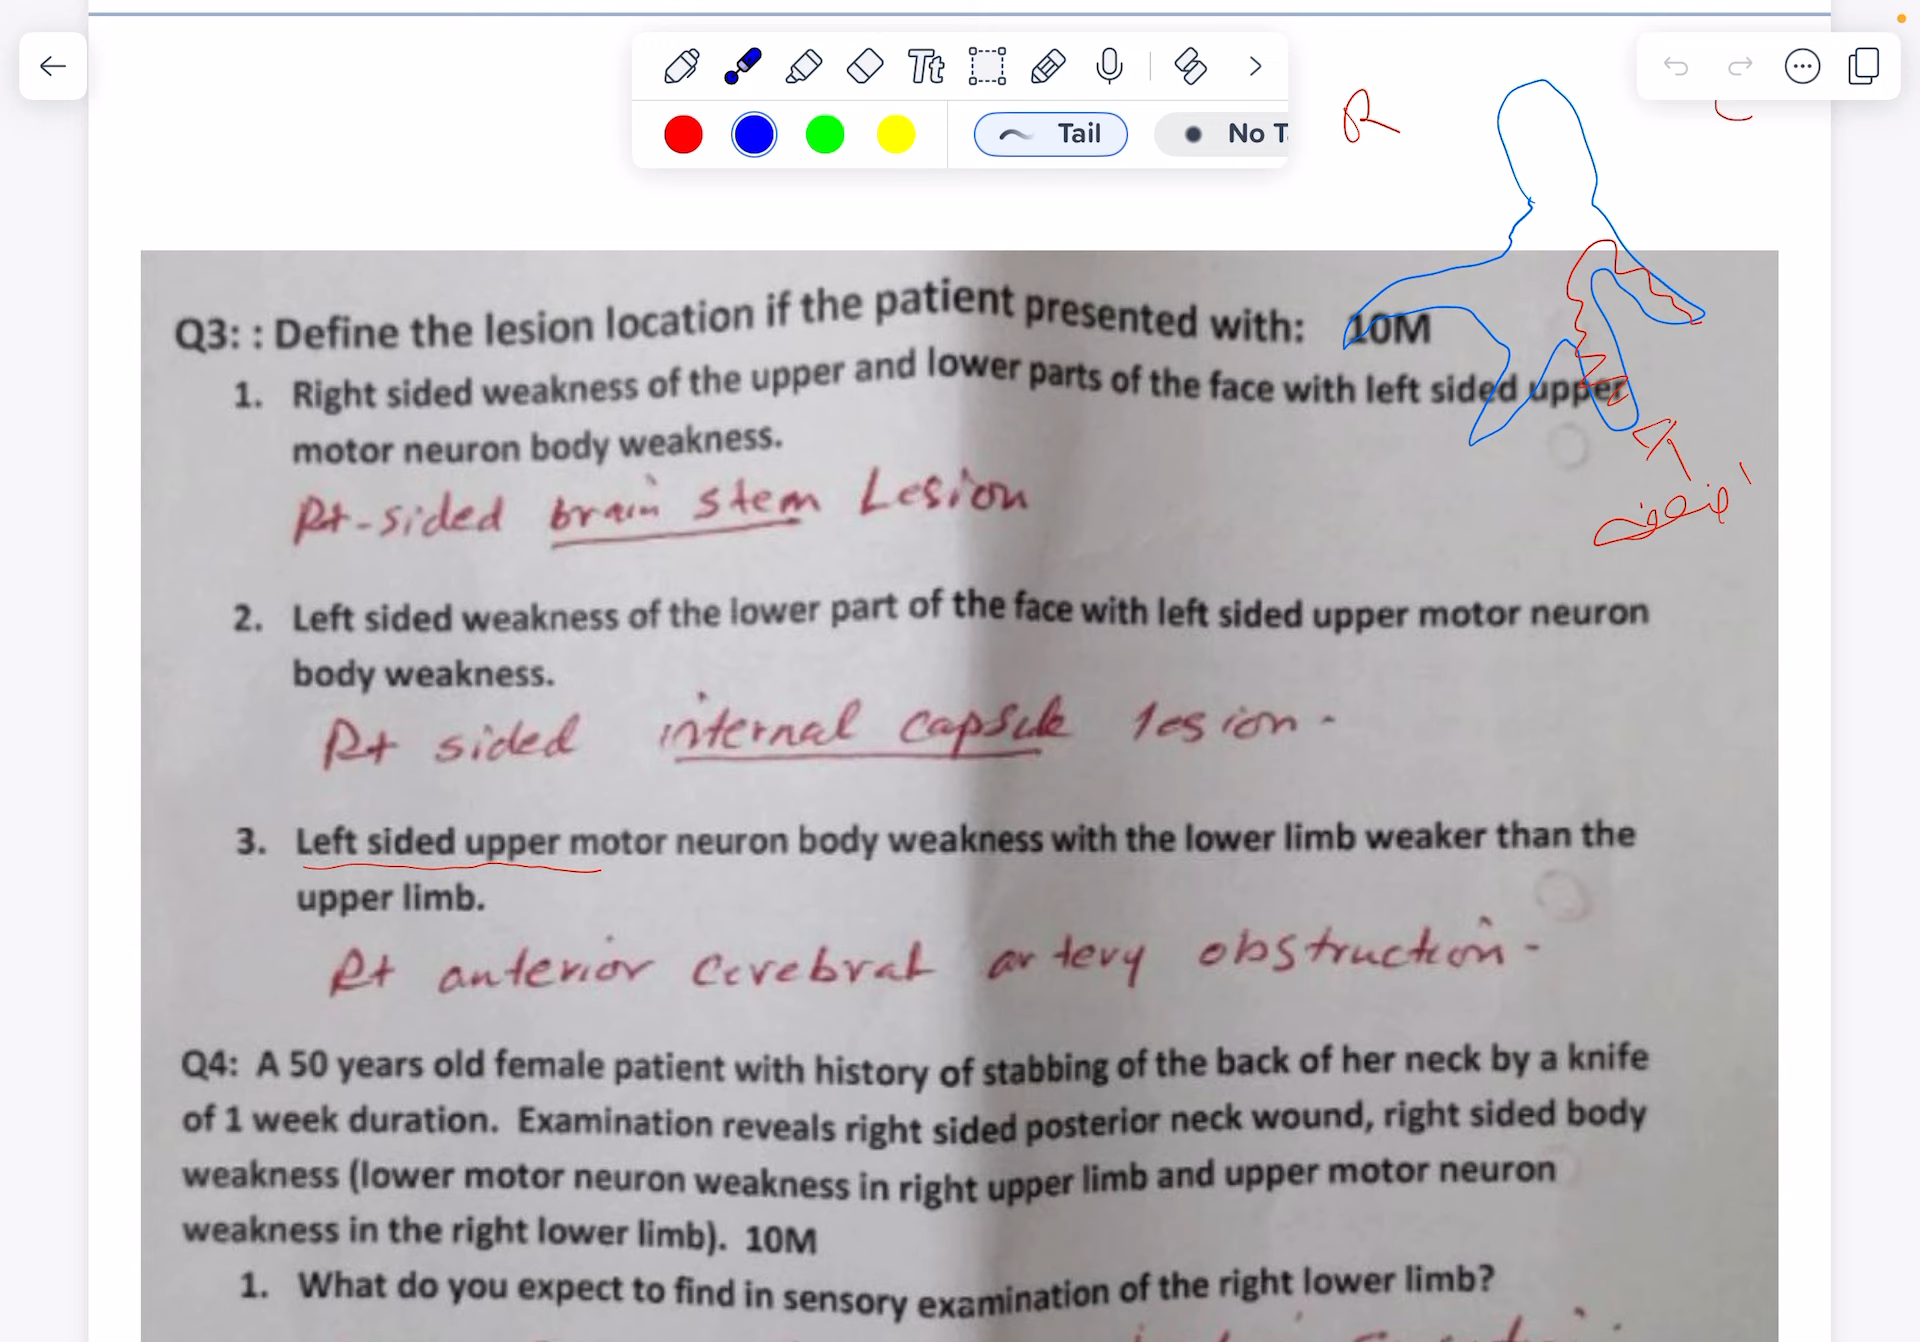 Tt
Tail
No T
R
Q3: : Define the lesion location if the patient presented with: 10M
1. Right sided weakness of the upper and lower parts of the face with left sided upper
motor neuron body weakness.
Rt-sided brain stem Lesion
2. Left sided weakness of the lower part of the face with left sided upper motor neuron
body weakness.
Rt sided internal capsule lesion -
3. Left sided upper motor neuron body weakness with the lower limb weaker than the
upper limb.
Rt anterior cerebral artery obstruction -
Q4: A 50 years old female patient with history of stabbing of the back of her neck by a knife
of 1 week duration. Examination reveals right sided posterior neck wound, right sided body
weakness (lower motor neuron weakness in right upper limb and upper motor neuron
weakness in the right lower limb). 10M
1. What do you expect to find in sensory examination of the right lower limb?